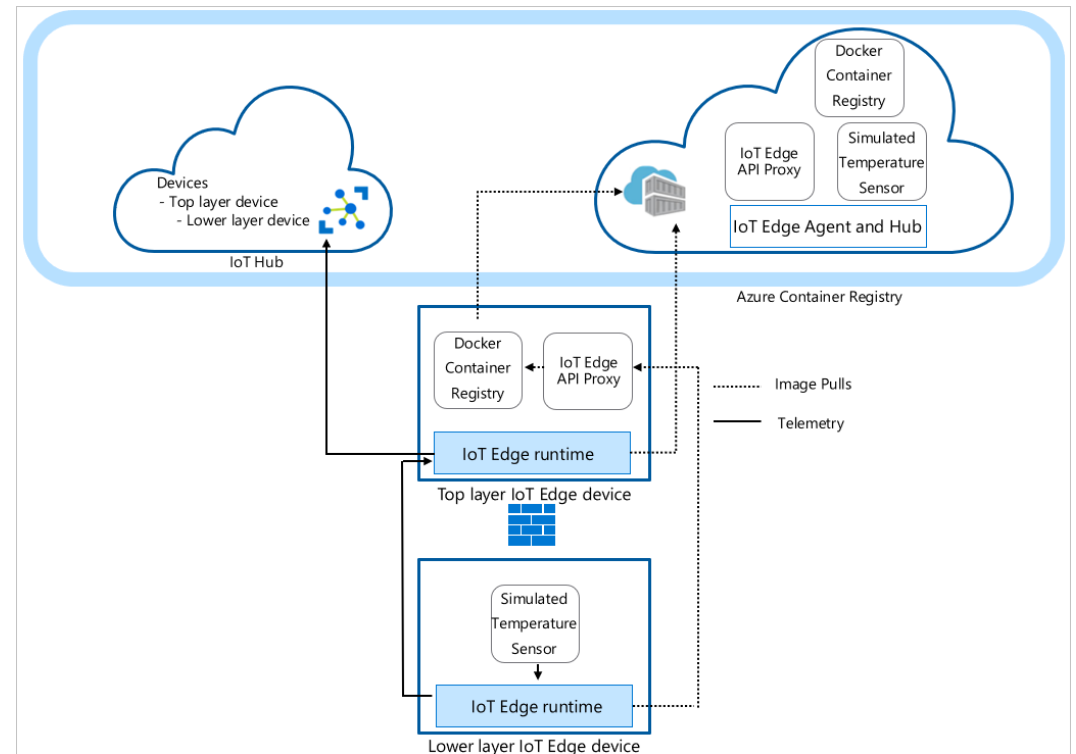 Docker
Container
Registry
IoT Edge
API Proxy
Simulated
Temperature
Sensor
IoT Edge Agent and Hub
Devices
- Top layer device
- Lower layer device
IoT Hub
Azure Container Registry
Docker
Container
Registry
IoT Edge
API Proxy
IoT Edge runtime
Top layer IoT Edge device
Image Pulls
Telemetry
Simulated
Temperature
Sensor
IoT Edge runtime
Lower layer IoT Edge device